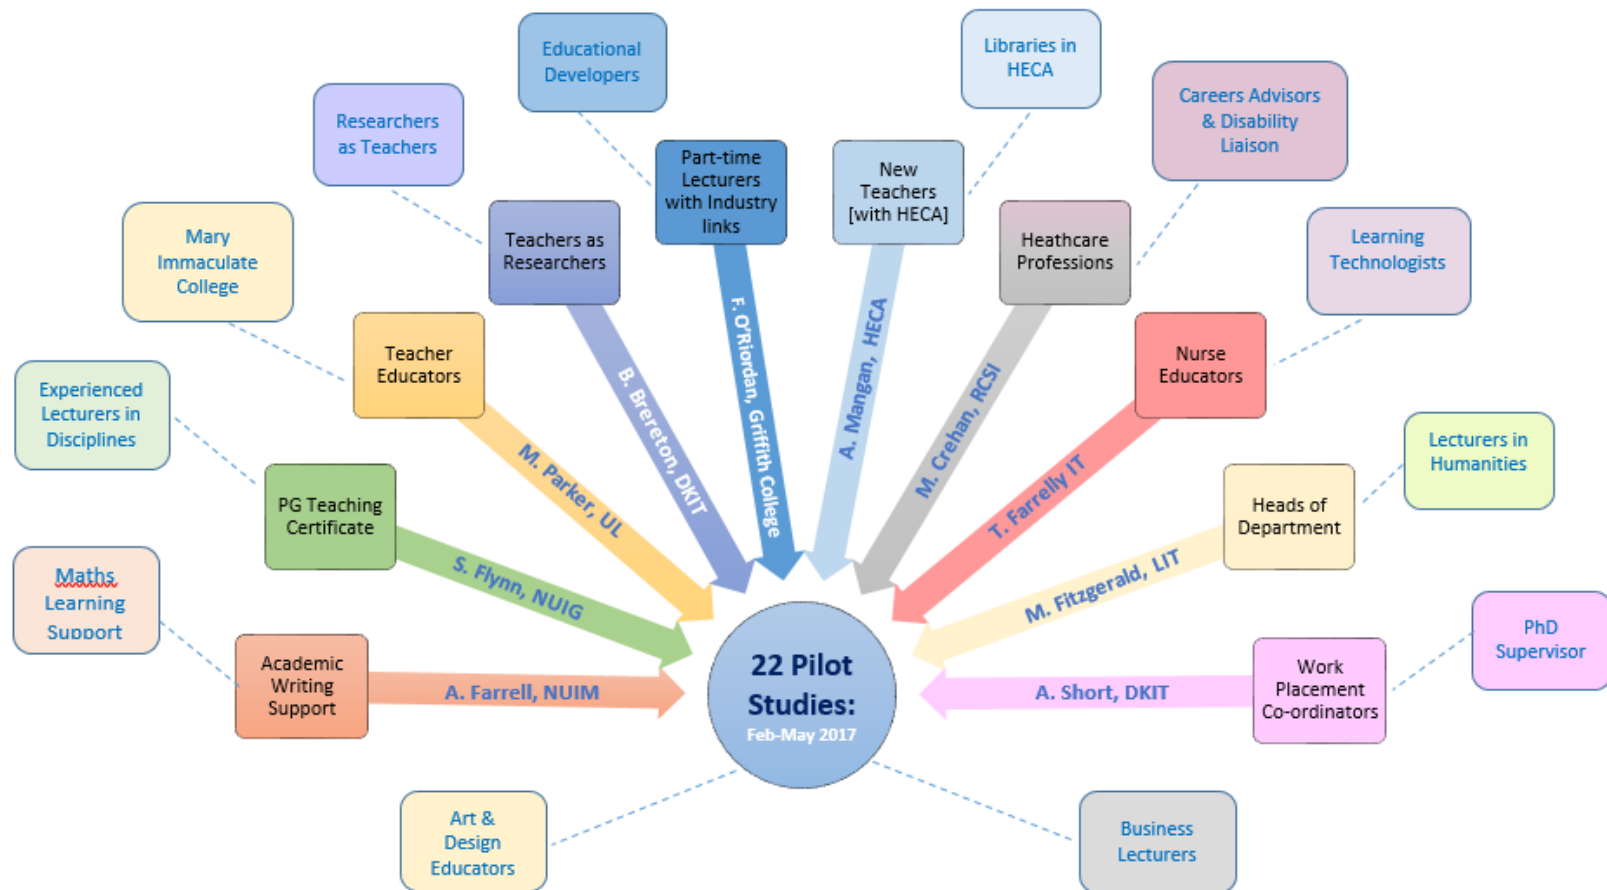 Educational
Developers
Libraries in
HECA
Careers Advisors
& Disability
Liaison
Researchers
as Teachers
Part-time
Lecturers
with Industry
links
New
Teachers
[with HECA]
Mary
Immaculate
College
Teachers as
Researchers
Heathcare
Professions
Learning
Technologists
Teacher
Educators
Nurse
Educators
F. O'Riordan, Griffith College
A. Mangan, HECA
B. Brereton, DKIT
M. Crehan, RCSI
Experienced
Lecturers in
Disciplines
M. Parker, UL
T. Farrelly IT
Lecturers in
Humanities
PG Teaching
Certificate
Heads of
Department
S. Flynn, NUIG
M. Fitzgerald, LIT
Maths
Learning
Support
PhD
Supervisor
Academic
Writing
Support
A. Farrell, NUIM
22 Pilot
Studies:
Feb-May 2017
A. Short, DKIT
Work
Placement
Co-ordinators
Art &
Design
Educators
Business
Lecturers